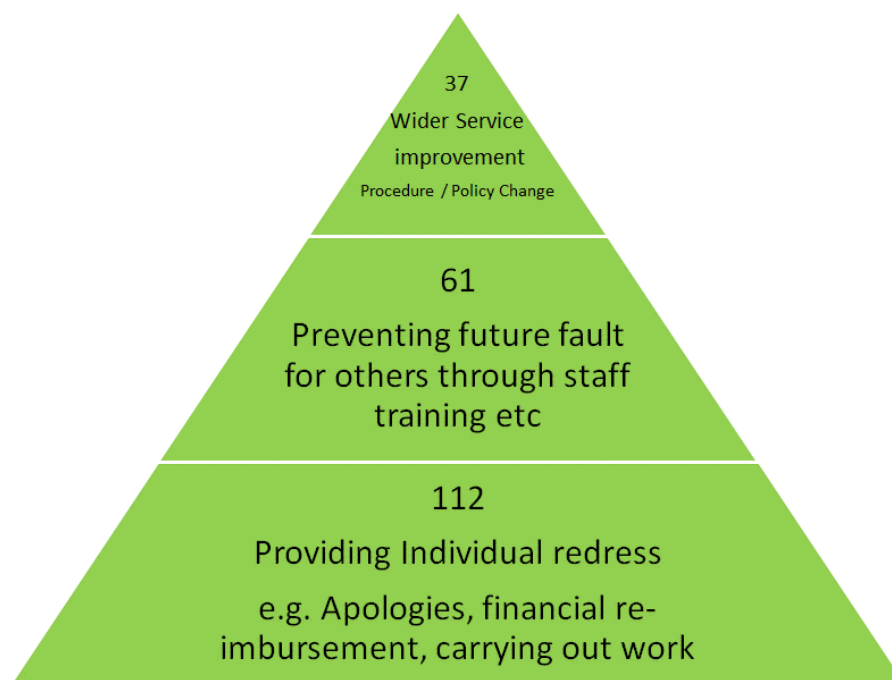 37
Wider Service
improvement
Procedure / Policy Change
61
Preventing future fault
for others through staff
training etc
112
Providing Individual redress
e.g. Apologies, financial re-
imbursement, carrying out work